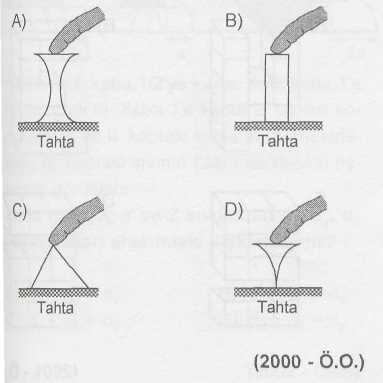 A) B)
Tahta Tahta
C) D)
Tahta Tahta
(2000 - Ö.O.)